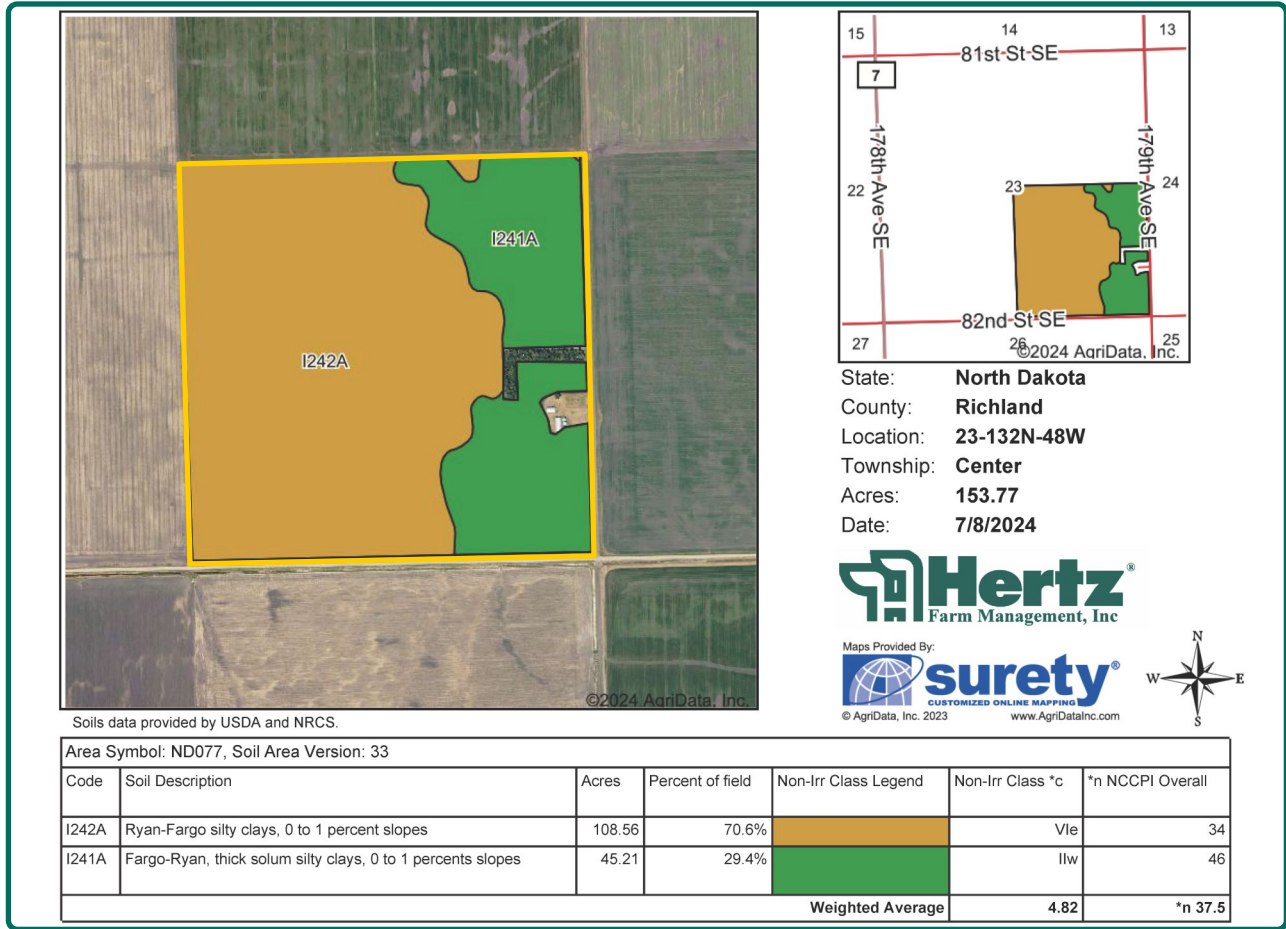 I241A
I242A
©2024 AgriData, Inc.
Soils data provided by USDA and NRCS.
15
14
13
81st St SE
7
178th Ave SE
179th Ave SE
22
23
24
82nd St SE
27
26
25
©2024 AgriData, Inc.
State: North Dakota
County: Richland
Location: 23-132N-48W
Township: Center
Acres: 153.77
Date: 7/8/2024
Hertz®
Farm Management, Inc
Maps Provided By:
surety®
CUSTOMIZED ONLINE MAPPING
© AgriData, Inc. 2023 www.AgriDataInc.com
N
W E
S
Area Symbol: ND077, Soil Area Version: 33
Code Soil Description Acres Percent of field Non-Irr Class Legend Non-Irr Class *c *n NCCPI Overall
I242A Ryan-Fargo silty clays, 0 to 1 percent slopes 108.56 70.6% VIe 34
I241A Fargo-Ryan, thick solum silty clays, 0 to 1 percents slopes 45.21 29.4% IIw 46
Weighted Average 4.82 *n 37.5